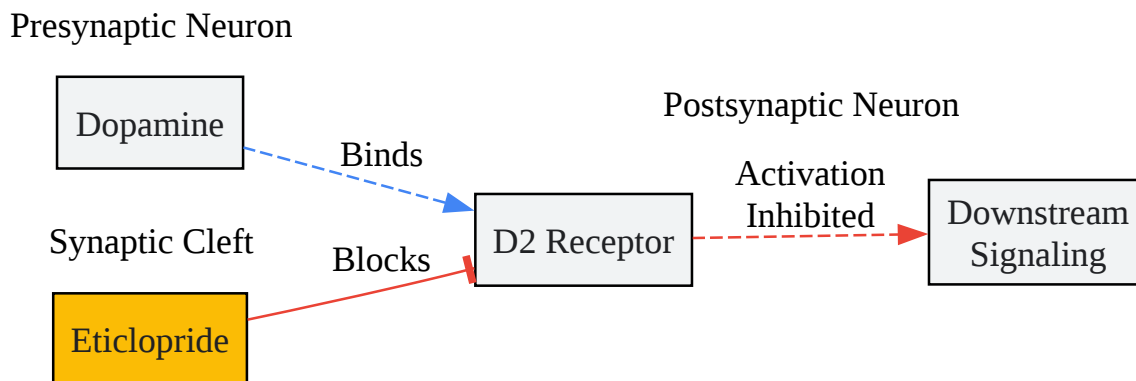 Presynaptic Neuron
Dopamine
Binds
Synaptic Cleft
Blocks
Eticlopride
D2 Receptor
Postsynaptic Neuron
Activation
Inhibited
Downstream
Signaling